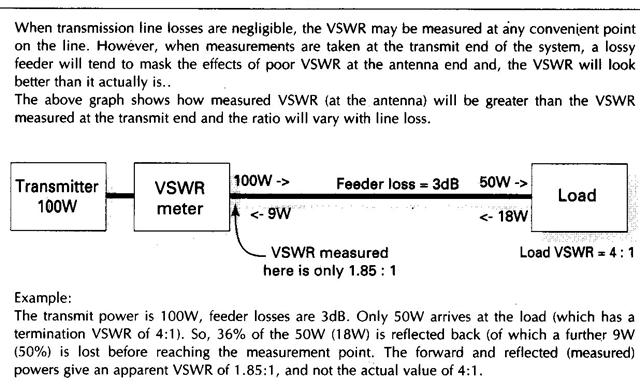 When transmission line losses are negligible, the VSWR may be measured at any convenient point
on the line. However, when measurements are taken at the transmit end of the system, a lossy
feeder will tend to mask the effects of poor VSWR at the antenna end and, the VSWR will look
better than it actually is..
The above graph shows how measured VSWR (at the antenna) will be greater than the VSWR
measured at the transmit end and the ratio will vary with line loss.
Transmitter
100W
VSWR
meter
100W ->
<- 9W
Feeder loss = 3dB
50W ->
<- 18W
Load
VSWR measured
here is only 1.85 : 1
Load VSWR = 4 : 1
Example:
The transmit power is 100W, feeder losses are 3dB. Only 50W arrives at the load (which has a
termination VSWR of 4:1). So, 36% of the 50W (18W) is reflected back (of which a further 9W
(50%) is lost before reaching the measurement point. The forward and reflected (measured)
powers give an apparent VSWR of 1.85:1, and not the actual value of 4:1.